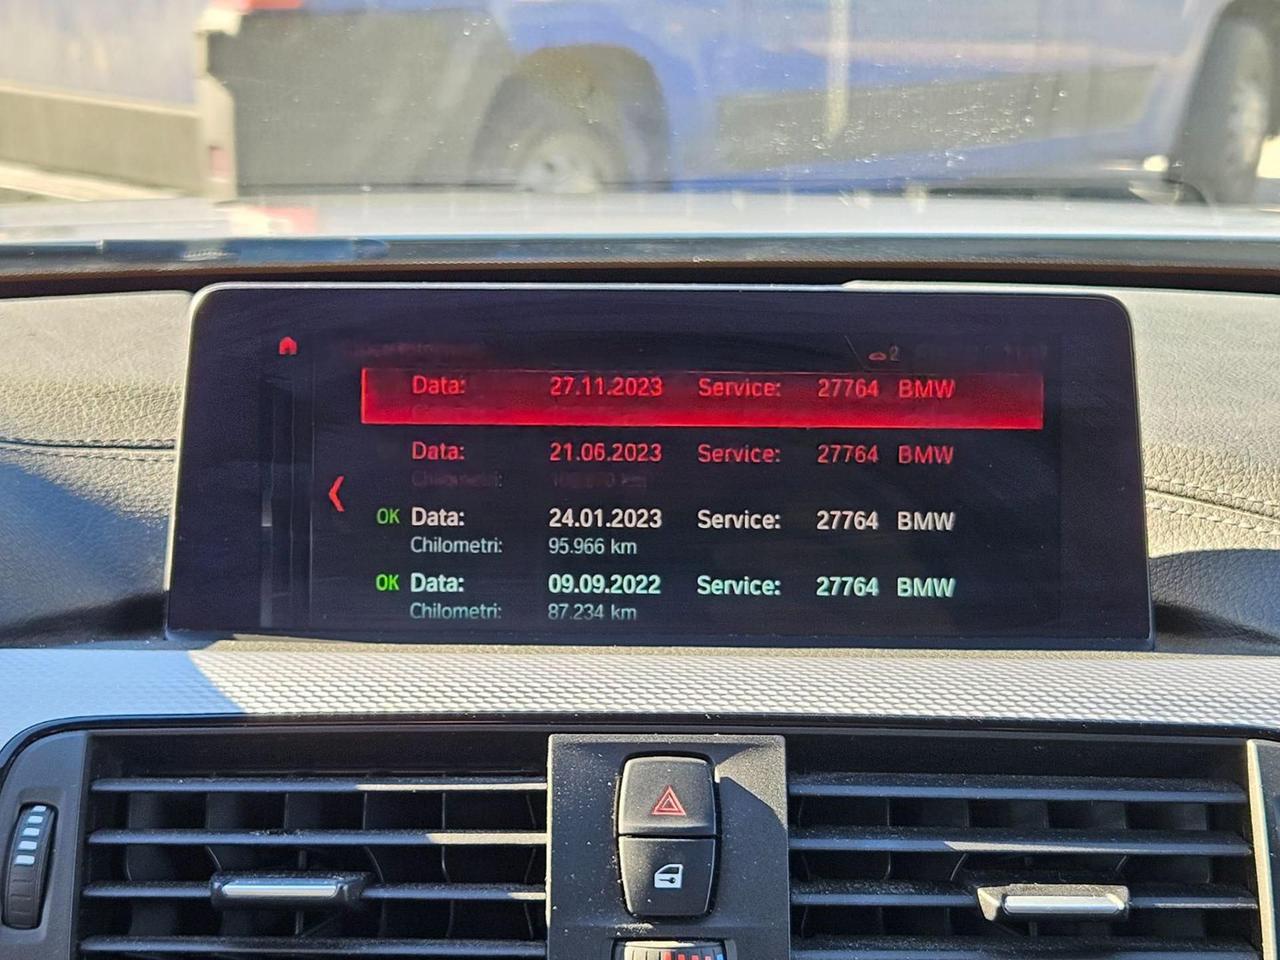 2
Data: 27.11.2023 Service: 27764 BMW
Data: 21.06.2023 Service: 27764 BMW
Chilometri:
OK Data: 24.01.2023 Service: 27764 BMW
Chilometri: 95.966 km
OK Data: 09.09.2022 Service: 27764 BMW
Chilometri: 87.234 km